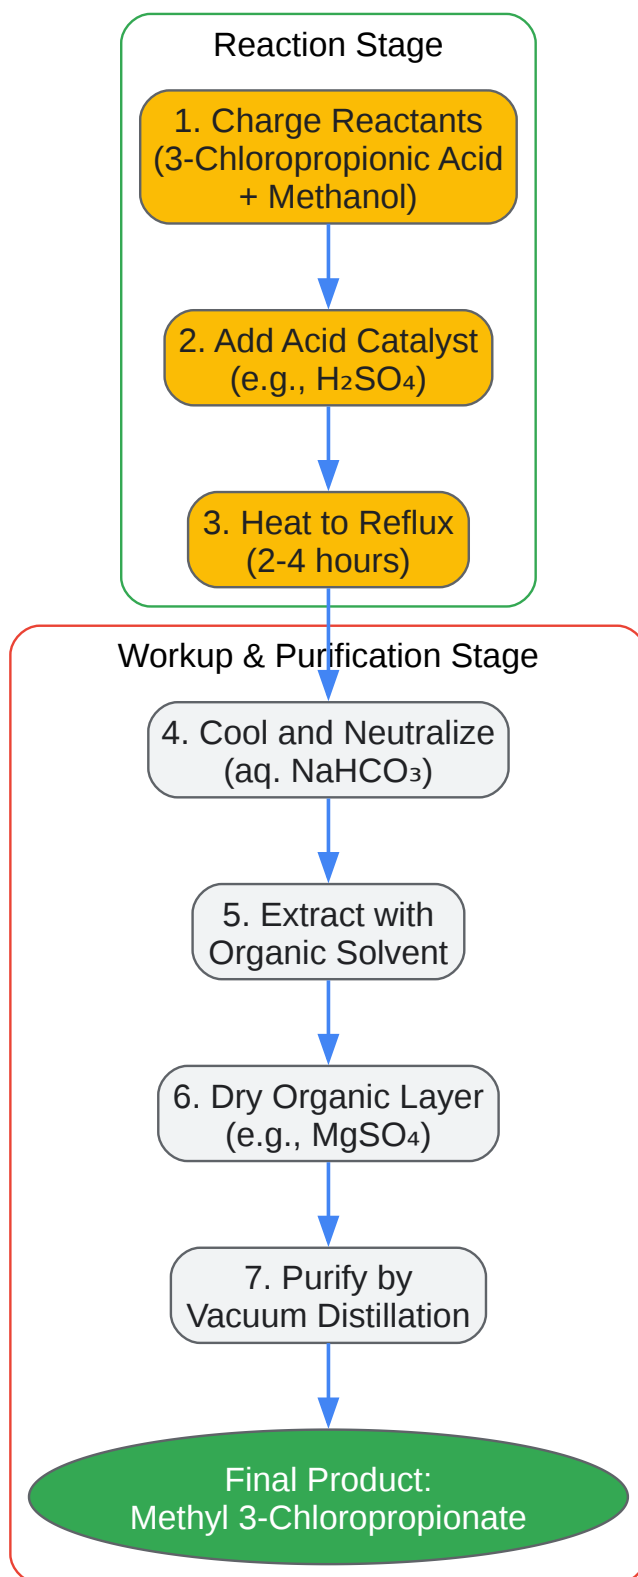 Reaction Stage
1. Charge Reactants
(3-Chloropropionic Acid
+ Methanol)
2. Add Acid Catalyst
(e.g., H₂SO₄)
3. Heat to Reflux
(2-4 hours)
Workup & Purification Stage
4. Cool and Neutralize
(aq. NaHCO₃)
5. Extract with
Organic Solvent
6. Dry Organic Layer
(e.g., MgSO₄)
7. Purify by
Vacuum Distillation
Final Product:
Methyl 3-Chloropropionate